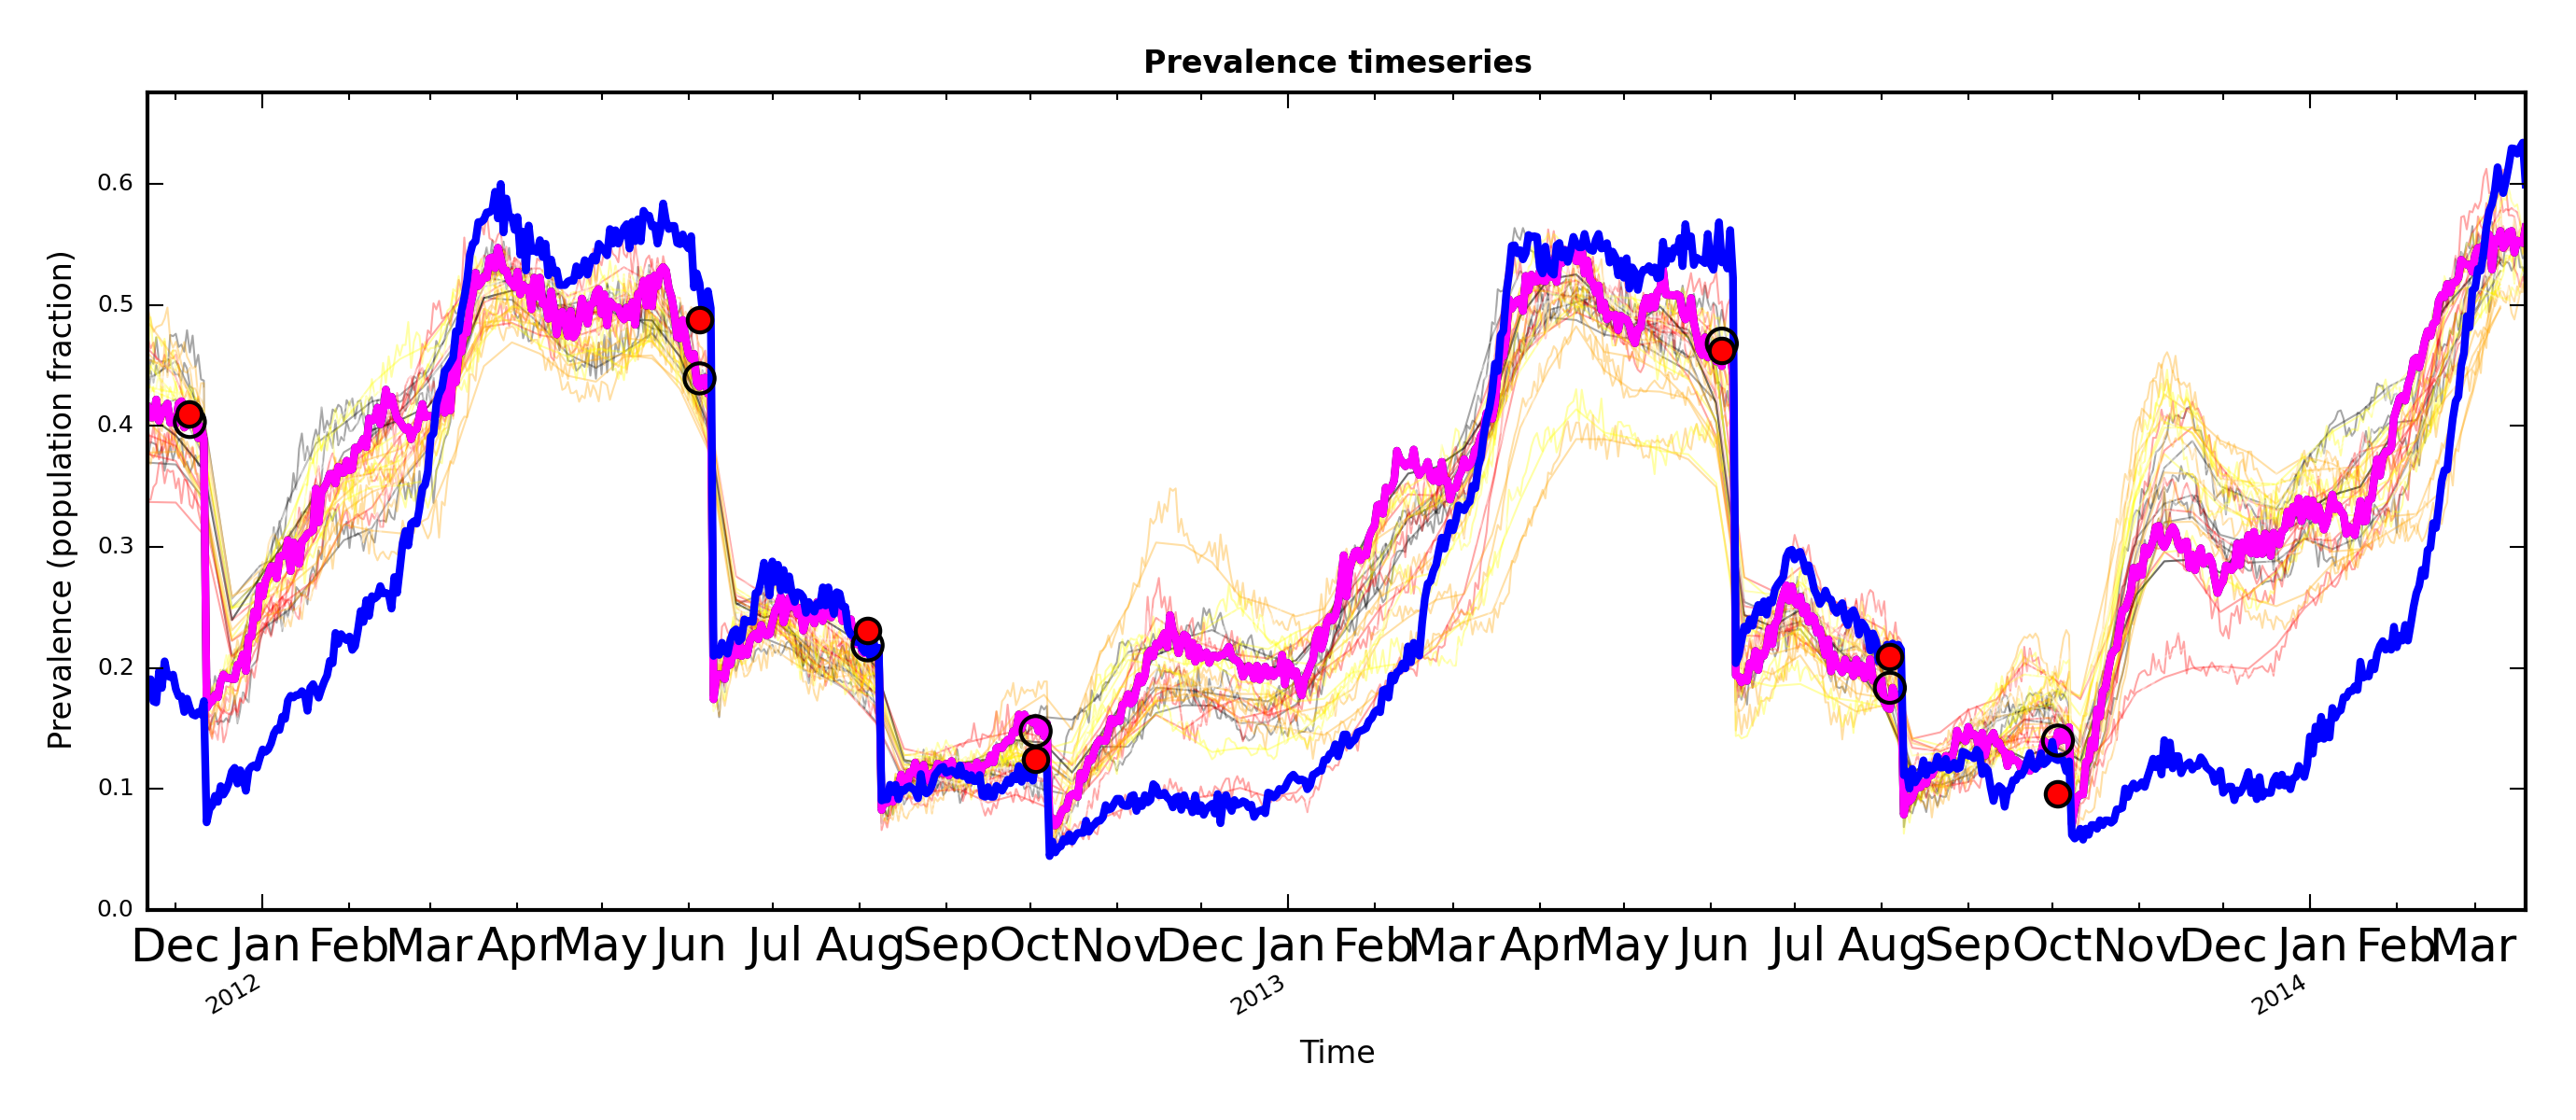 Prevalence timeseries
Prevalence (population fraction)
0.6
0.5
0.4
0.3
0.2
0.1
0.0
Dec Jan Feb Mar Apr May Jun Jul Aug Sep Oct Nov Dec Jan Feb Mar Apr May Jun Jul Aug Sep Oct Nov Dec Jan Feb Mar
2012 2013 2014
Time